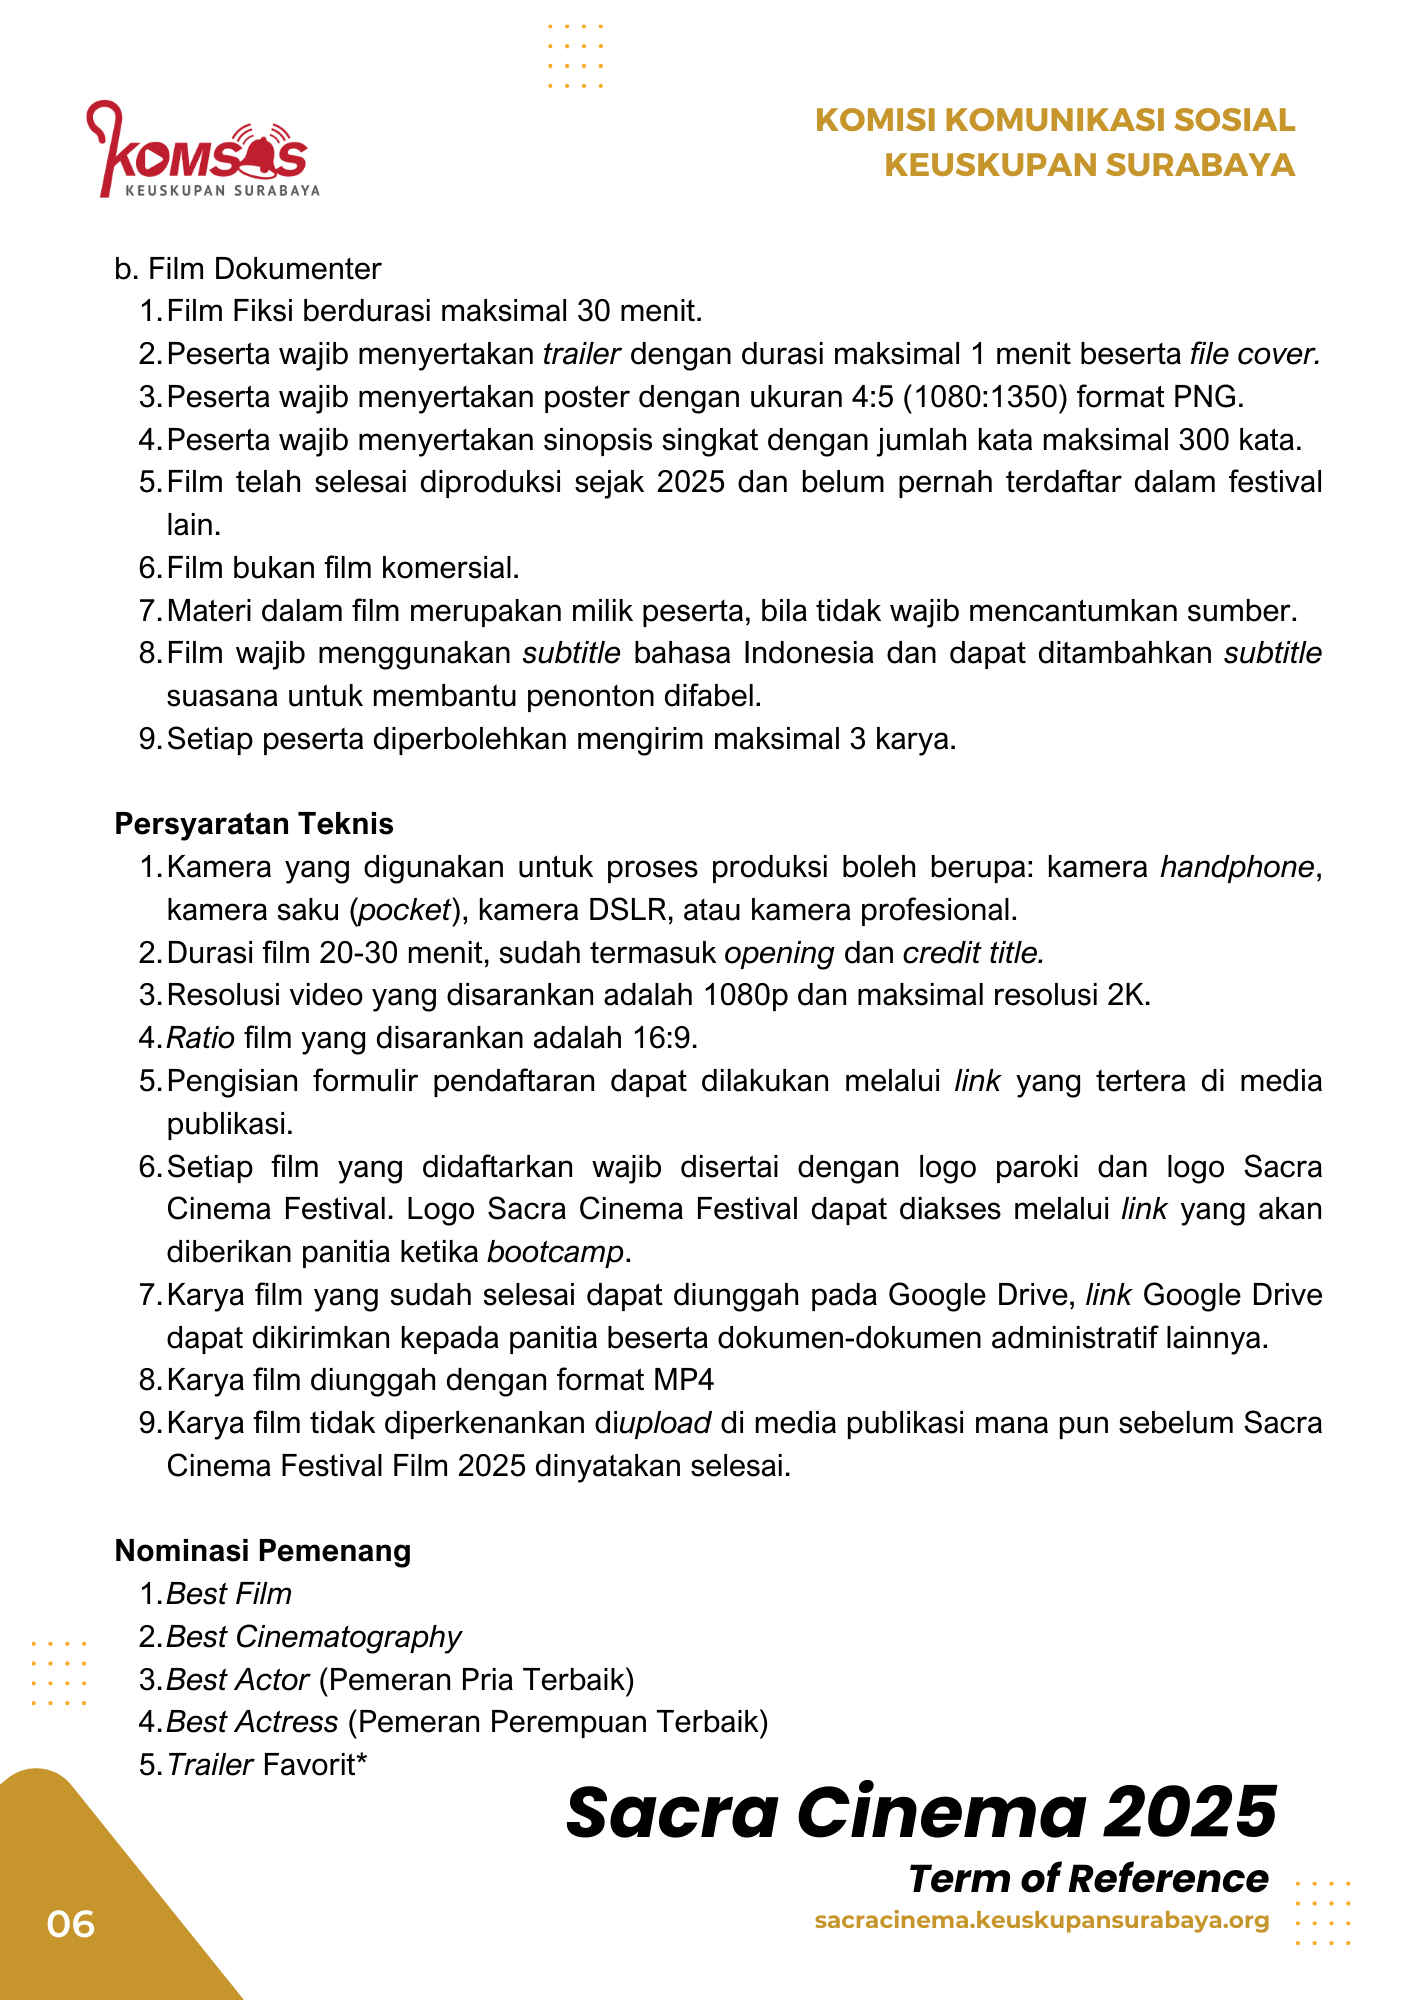 KOMSOS
KEUSKUPAN SURABAYA
KOMISI KOMUNIKASI SOSIAL
KEUSKUPAN SURABAYA
b. Film Dokumenter
1. Film Fiksi berdurasi maksimal 30 menit.
2. Peserta wajib menyertakan trailer dengan durasi maksimal 1 menit beserta file cover.
3. Peserta wajib menyertakan poster dengan ukuran 4:5 (1080:1350) format PNG.
4. Peserta wajib menyertakan sinopsis singkat dengan jumlah kata maksimal 300 kata.
5. Film telah selesai diproduksi sejak 2025 dan belum pernah terdaftar dalam festival
lain.
6. Film bukan film komersial.
7. Materi dalam film merupakan milik peserta, bila tidak wajib mencantumkan sumber.
8. Film wajib menggunakan subtitle bahasa Indonesia dan dapat ditambahkan subtitle
suasana untuk membantu penonton difabel.
9. Setiap peserta diperbolehkan mengirim maksimal 3 karya.
Persyaratan Teknis
1. Kamera yang digunakan untuk proses produksi boleh berupa: kamera handphone,
kamera saku (pocket), kamera DSLR, atau kamera profesional.
2. Durasi film 20-30 menit, sudah termasuk opening dan credit title.
3. Resolusi video yang disarankan adalah 1080p dan maksimal resolusi 2K.
4. Ratio film yang disarankan adalah 16:9.
5. Pengisian formulir pendaftaran dapat dilakukan melalui link yang tertera di media
publikasi.
6. Setiap film yang didaftarkan wajib disertai dengan logo paroki dan logo Sacra
Cinema Festival. Logo Sacra Cinema Festival dapat diakses melalui link yang akan
diberikan panitia ketika bootcamp.
7. Karya film yang sudah selesai dapat diunggah pada Google Drive, link Google Drive
dapat dikirimkan kepada panitia beserta dokumen-dokumen administratif lainnya.
8. Karya film diunggah dengan format MP4
9. Karya film tidak diperkenankan diupload di media publikasi mana pun sebelum Sacra
Cinema Festival Film 2025 dinyatakan selesai.
Nominasi Pemenang
1. Best Film
2. Best Cinematography
3. Best Actor (Pemeran Pria Terbaik)
4. Best Actress (Pemeran Perempuan Terbaik)
5. Trailer Favorit*
Sacra Cinema 2025
Term of Reference
sacracinema.keuskupansurabaya.org
06